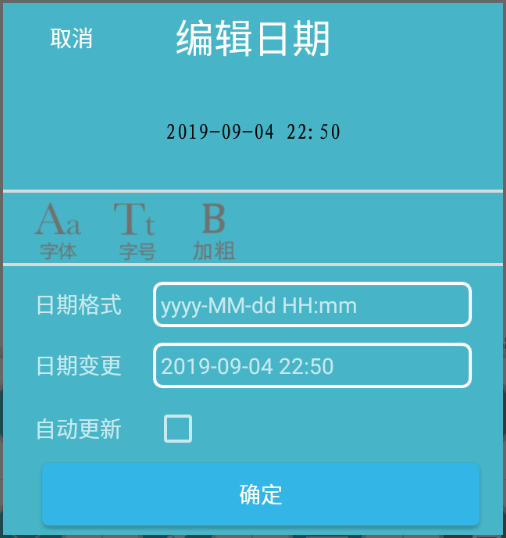 取消 编辑日期
2019-09-04 22:50
Aa Tt B
字体 字号 加粗
日期格式 yyyy-MM-dd HH:mm
日期变更 2019-09-04 22:50
自动更新
确定